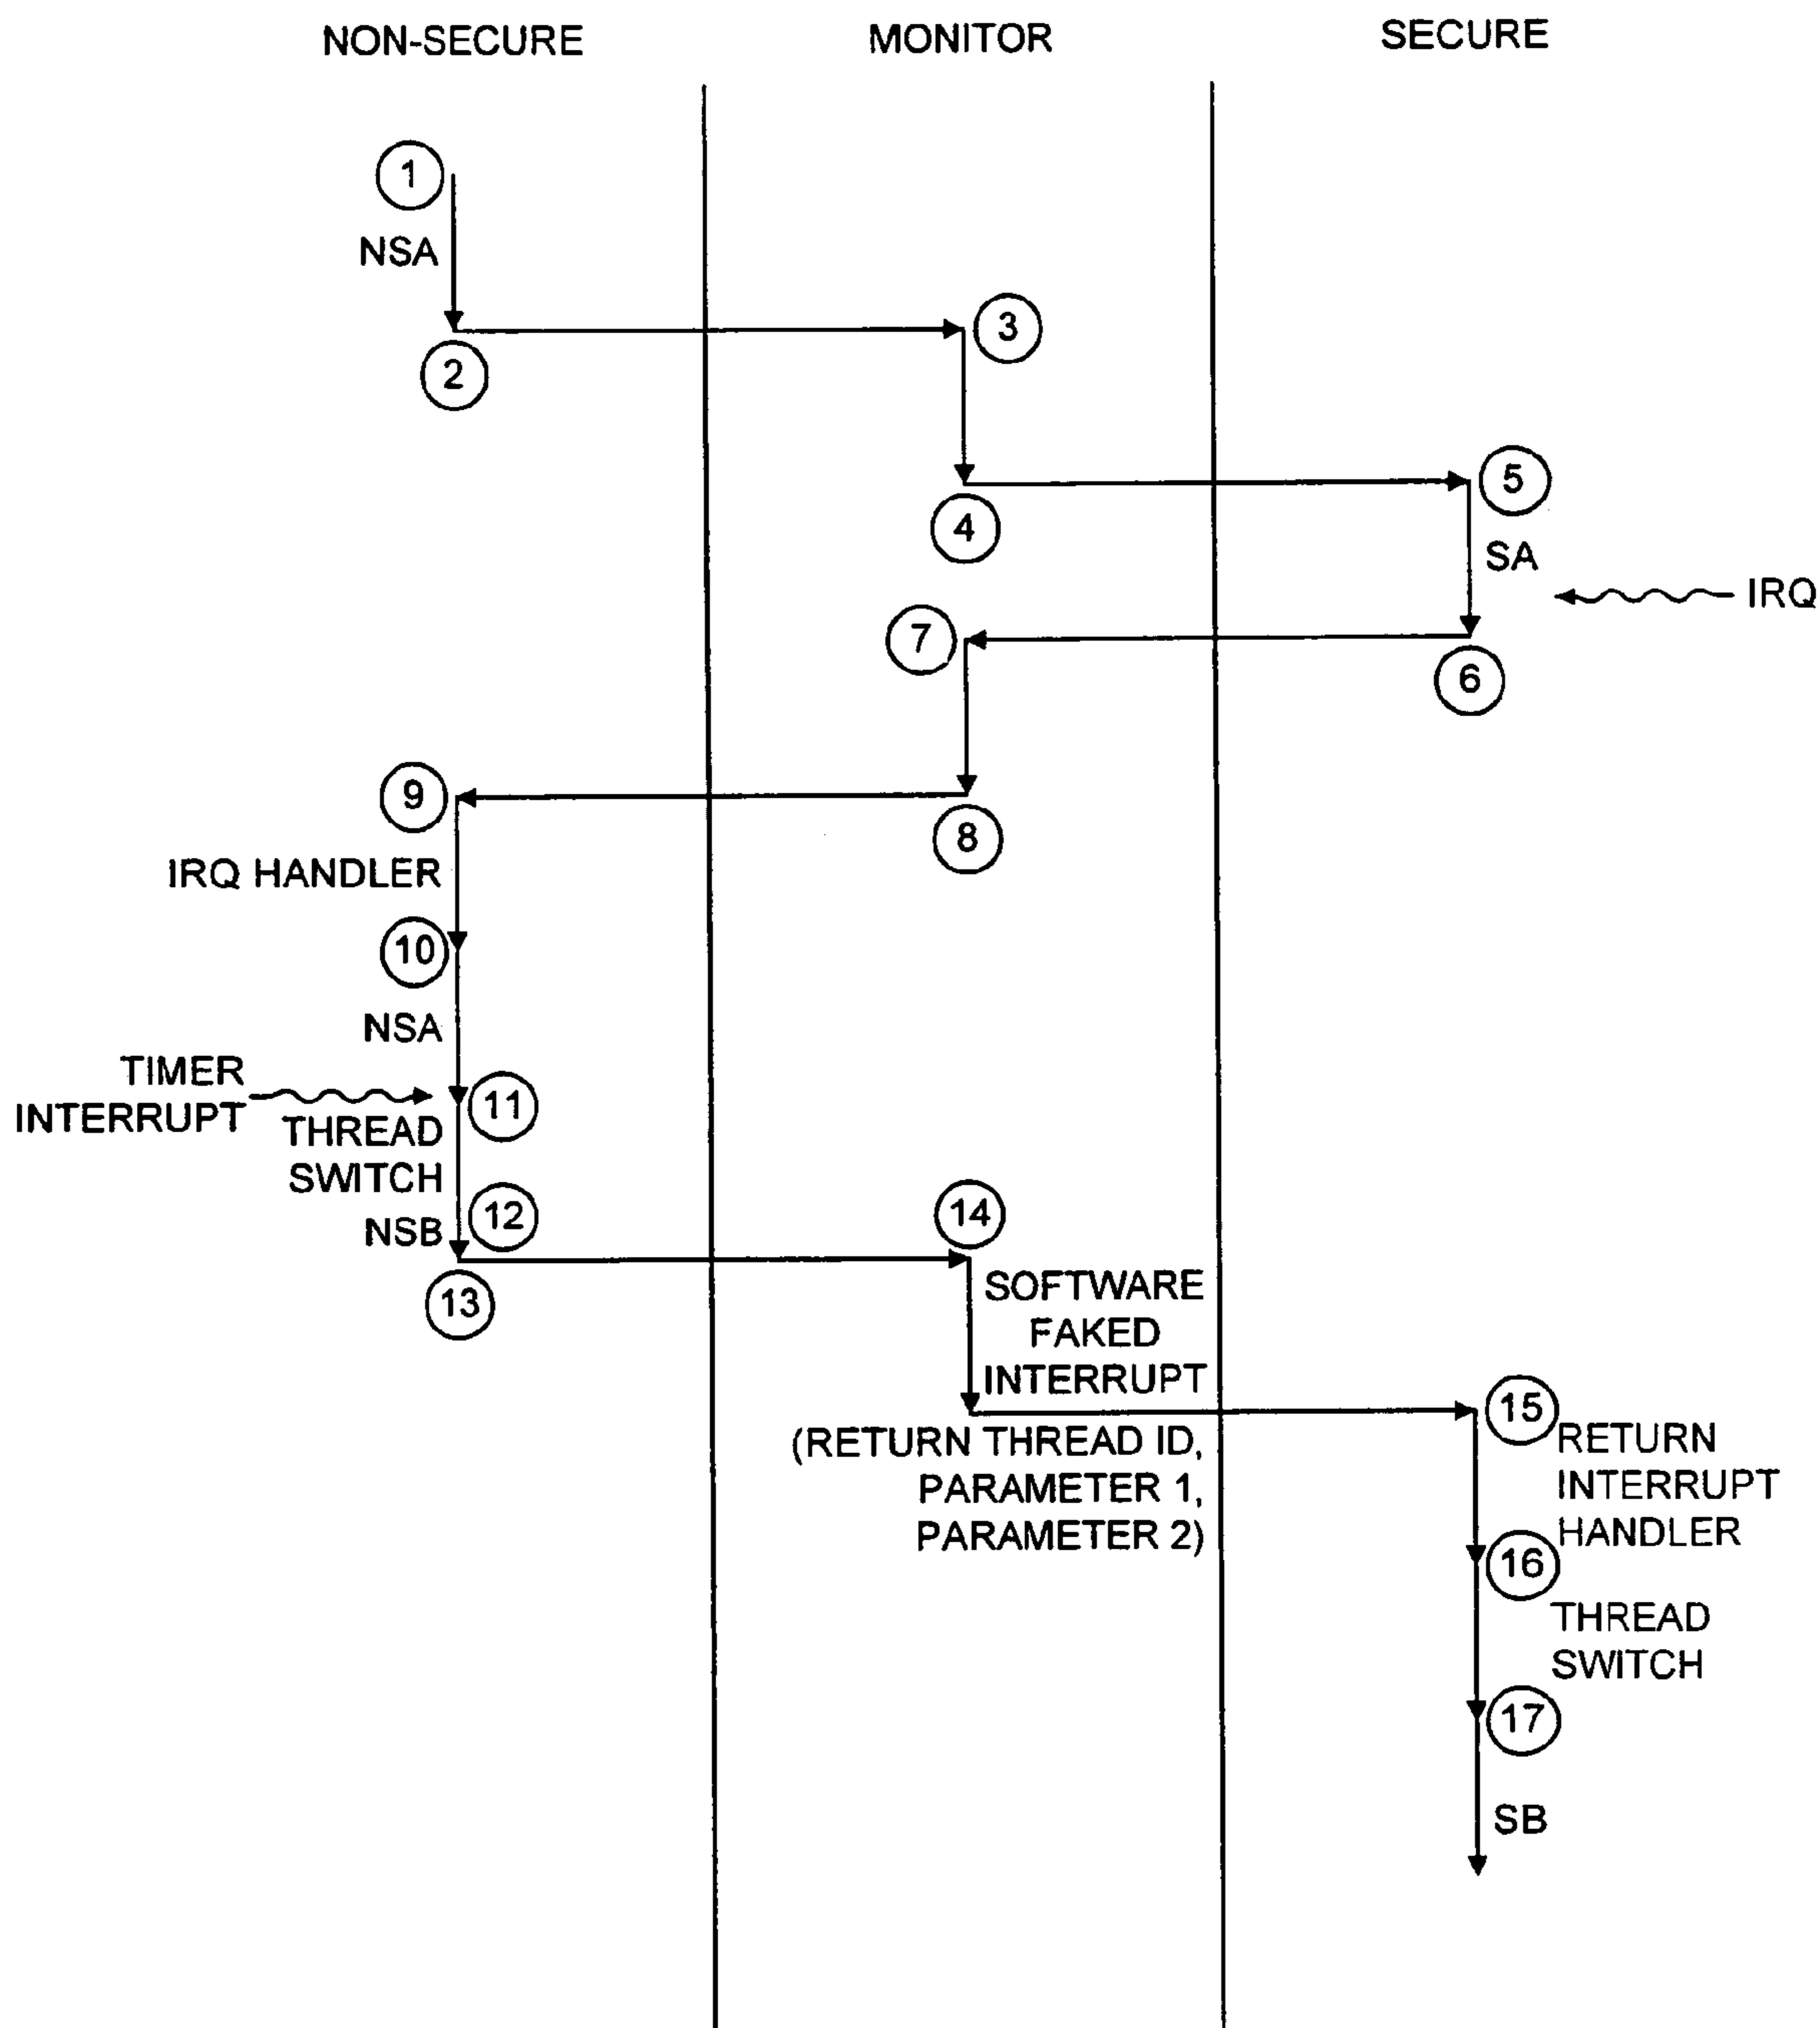 NON-SECURE
MONITOR
SECURE
1
NSA
2
3
4
5
SA
IRQ
6
7
8
9
IRQ HANDLER
10
NSA
TIMER
INTERRUPT
11
THREAD
SWITCH
12
NSB
13
14
SOFTWARE
FAKED
INTERRUPT
(RETURN THREAD ID,
PARAMETER 1,
PARAMETER 2)
15
RETURN
INTERRUPT
HANDLER
16
THREAD
SWITCH
17
SB